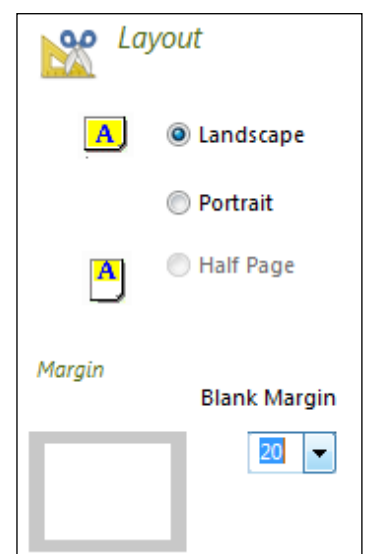 Layout
A
Landscape
Portrait
A
Half Page
Margin
Blank Margin
20